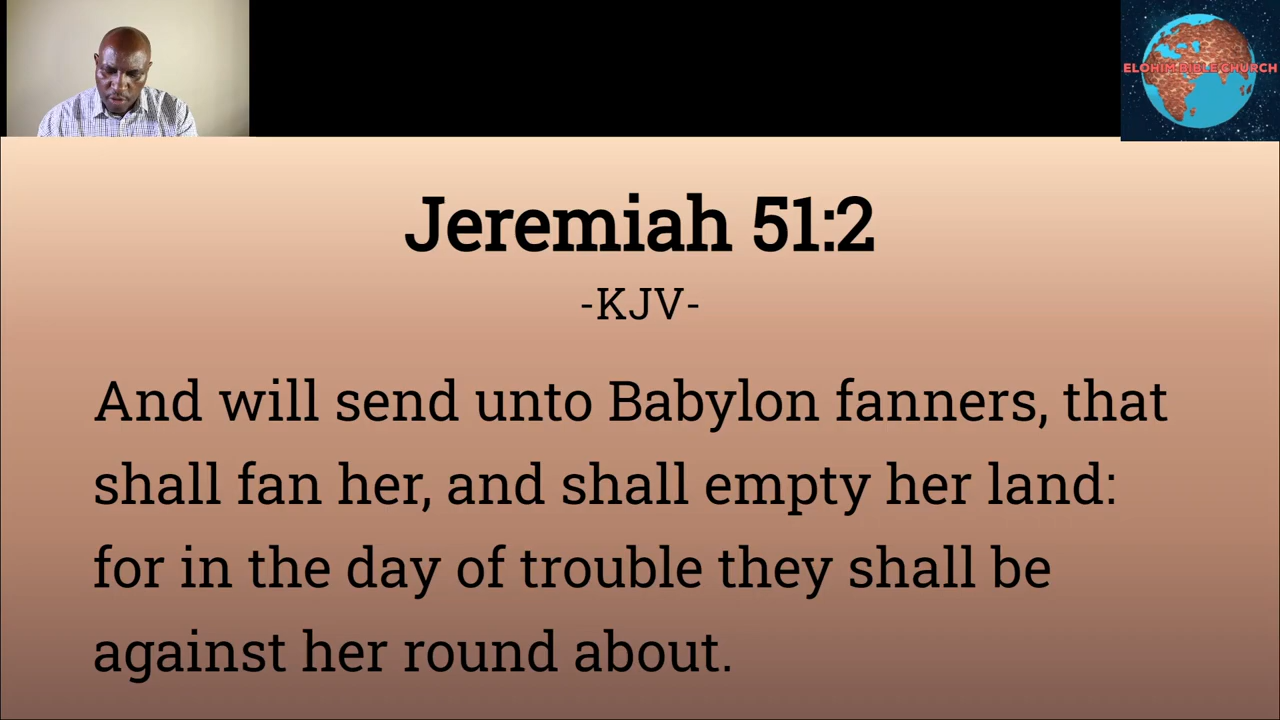 ELOHIM BIBLE CHURCH
Jeremiah 51:2
-KJV-
And will send unto Babylon fanners, that
shall fan her, and shall empty her land:
for in the day of trouble they shall be
against her round about.